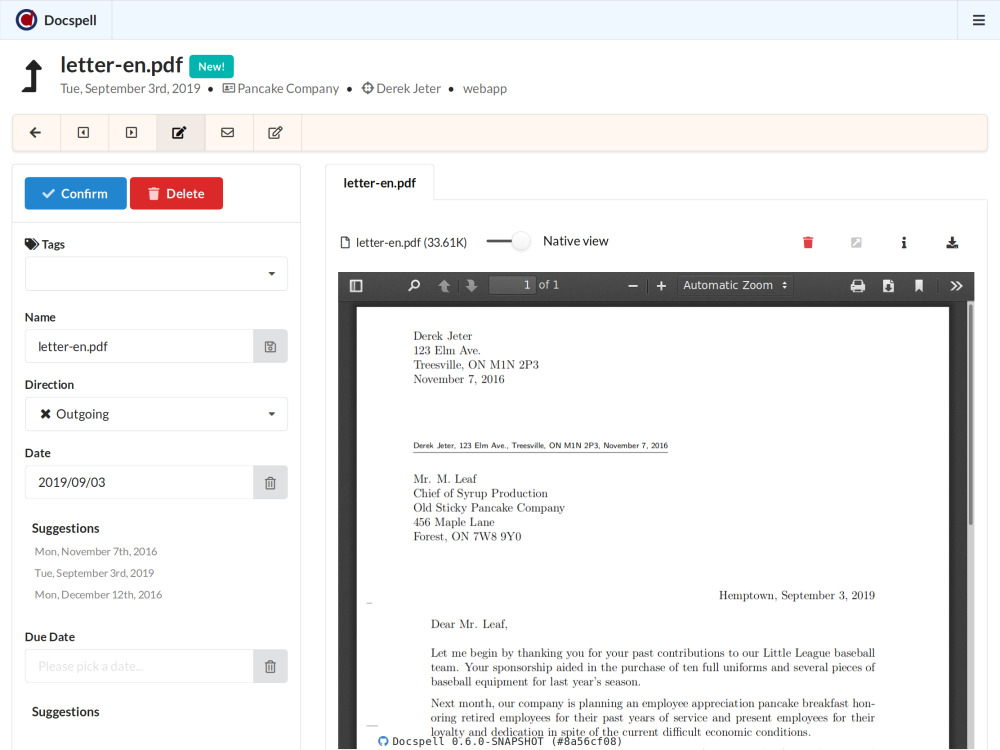 Docspell
letter-en.pdf New!
Tue, September 3rd, 2019 • Pancake Company • Derek Jeter • webapp
Confirm Delete
Tags
Name
letter-en.pdf
Direction
Outgoing
Date
2019/09/03
Suggestions
Mon, November 7th, 2016
Tue, September 3rd, 2019
Mon, December 12th, 2016
Due Date
Please pick a date...
Suggestions
letter-en.pdf
letter-en.pdf (33.61K) Native view
1 of 1 Automatic Zoom
Derek Jeter
123 Elm Ave.
Treesville, ON M1N 2P3
November 7, 2016
Derek Jeter, 123 Elm Ave., Treesville, ON M1N 2P3, November 7, 2016
Mr. M. Leaf
Chief of Syrup Production
Old Sticky Pancake Company
456 Maple Lane
Forest, ON 7W8 9Y0
Hemptown, September 3, 2019
Dear Mr. Leaf,
Let me begin by thanking you for your past contributions to our Little League baseball
team. Your sponsorship aided in the purchase of ten full uniforms and several pieces of
baseball equipment for last year's season.
Next month, our company is planning an employee appreciation pancake breakfast hon-
oring retired employees for their past years of service and present employees for their
loyalty and dedication in spite of the current difficult economic conditions.
Docspell 0.6.0-SNAPSHOT (#8a56cf08)